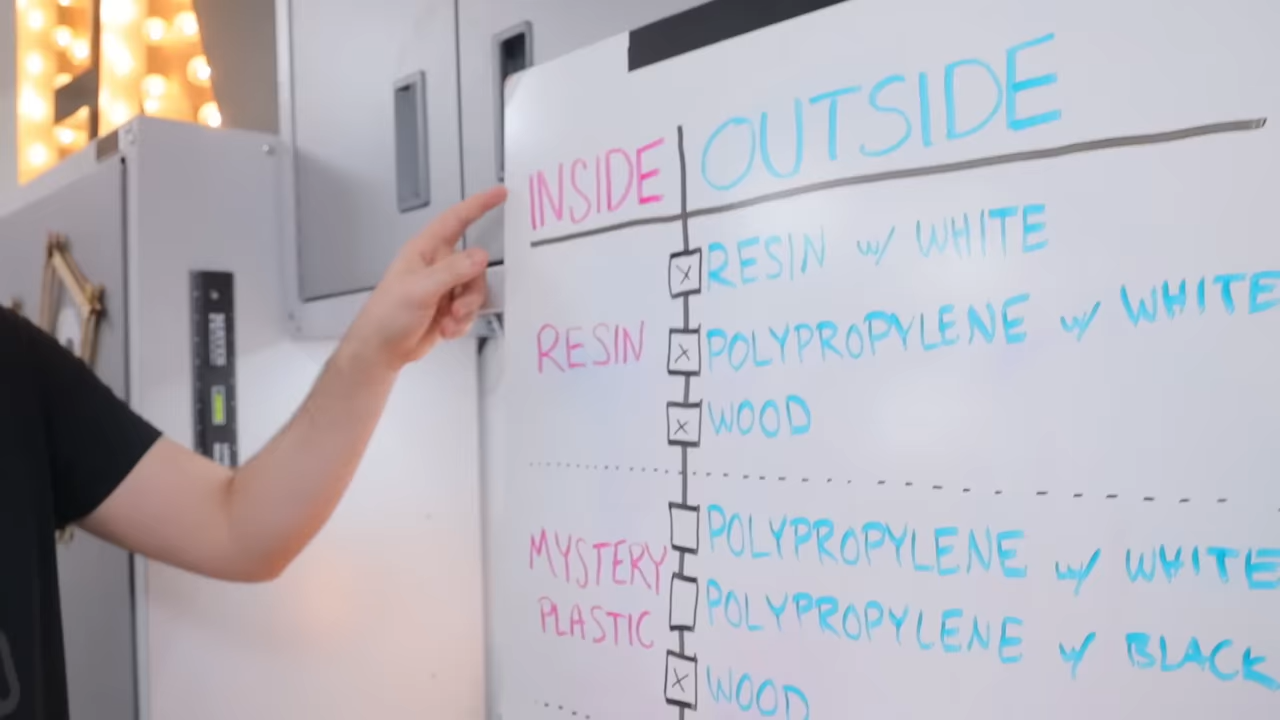 INSIDE OUTSIDE
RESIN w/ WHITE
RESIN
POLYPROPYLENE w/ WHITE
WOOD
MYSTERY
PLASTIC
POLYPROPYLENE w/ WHITE
POLYPROPYLENE w/ BLACK
WOOD